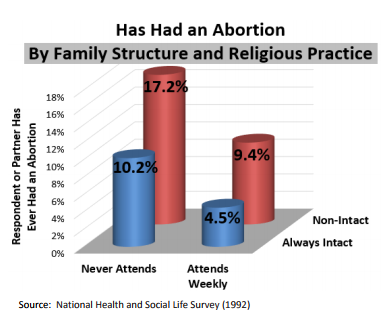 Has Had an Abortion
By Family Structure and Religious Practice
Respondent or Partner Has
Ever Had an Abortion
18%
16%
14%
12%
10%
8%
6%
4%
2%
0%
17.2%
10.2%
9.4%
4.5%
Non-Intact
Always Intact
Never Attends
Attends
Weekly
Source: National Health and Social Life Survey (1992)